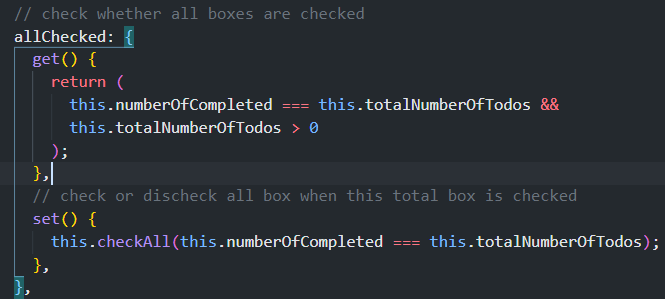 // check whether all boxes are checked
allChecked: {
  get() {
    return (
      this.numberOfCompleted === this.totalNumberOfTodos &&
      this.totalNumberOfTodos > 0
    );
  },
  // check or discheck all box when this total box is checked
  set() {
    this.checkAll(this.numberOfCompleted === this.totalNumberOfTodos);
  },
},